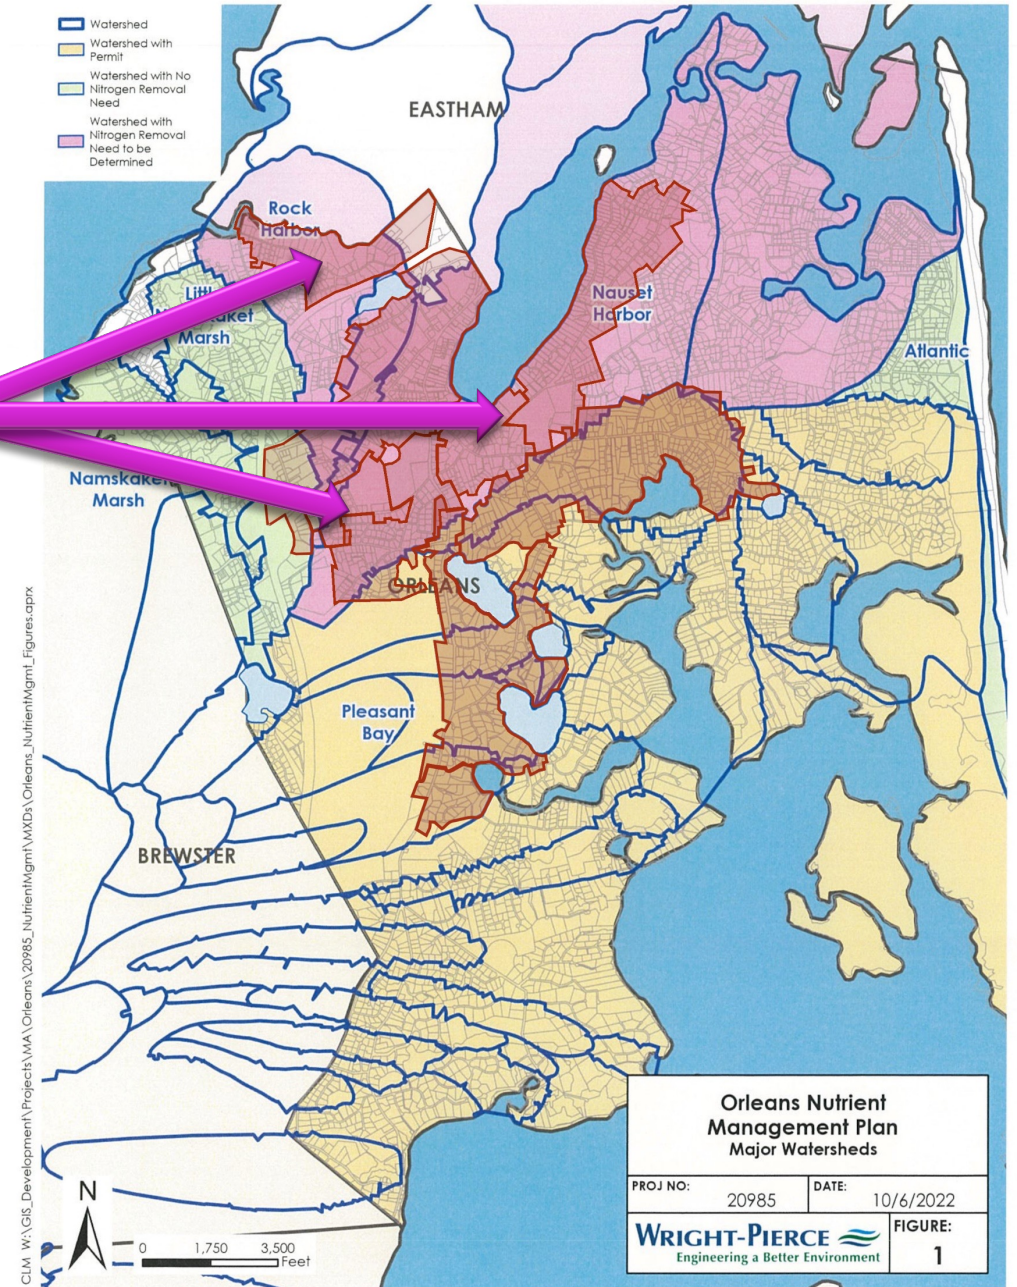 Watershed
Watershed with
Permit
Watershed with No
Nitrogen Removal
Need
Watershed with
Nitrogen Removal
Need to be
Determined
EASTHAM
Rock
Harbor
Nauset
Harbor
Marsh
Atlantic
Namskaket
Marsh
ORLEANS
Pleasant
Bay
BREWSTER
CLM W:\GIS_Development\Projects\MA\Orleans\20985_NutrientMgmt\MXDs\Orleans_NutrientMgmt_Figures.aprx
N
0 1,750 3,500
Feet
Orleans Nutrient
Management Plan
Major Watersheds
PROJ NO: 20985 DATE: 10/6/2022
WRIGHT-PIERCE
Engineering a Better Environment
FIGURE:
1